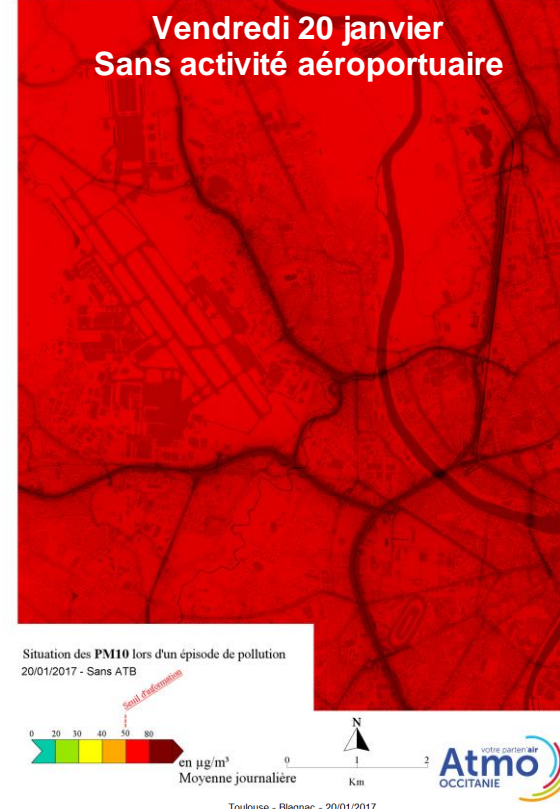 Vendredi 20 janvier
Sans activité aéroportuaire
Situation des PM10 lors d'un épisode de pollution
20/01/2017 - Sans ATB
Seuil d'information
0 20 30 40 50 80
en µg/m³
Moyenne journalière
N
0 1 2
Km
votre parten'air
Atmo
OCCITANIE
Toulouse - Blagnac - 20/01/2017